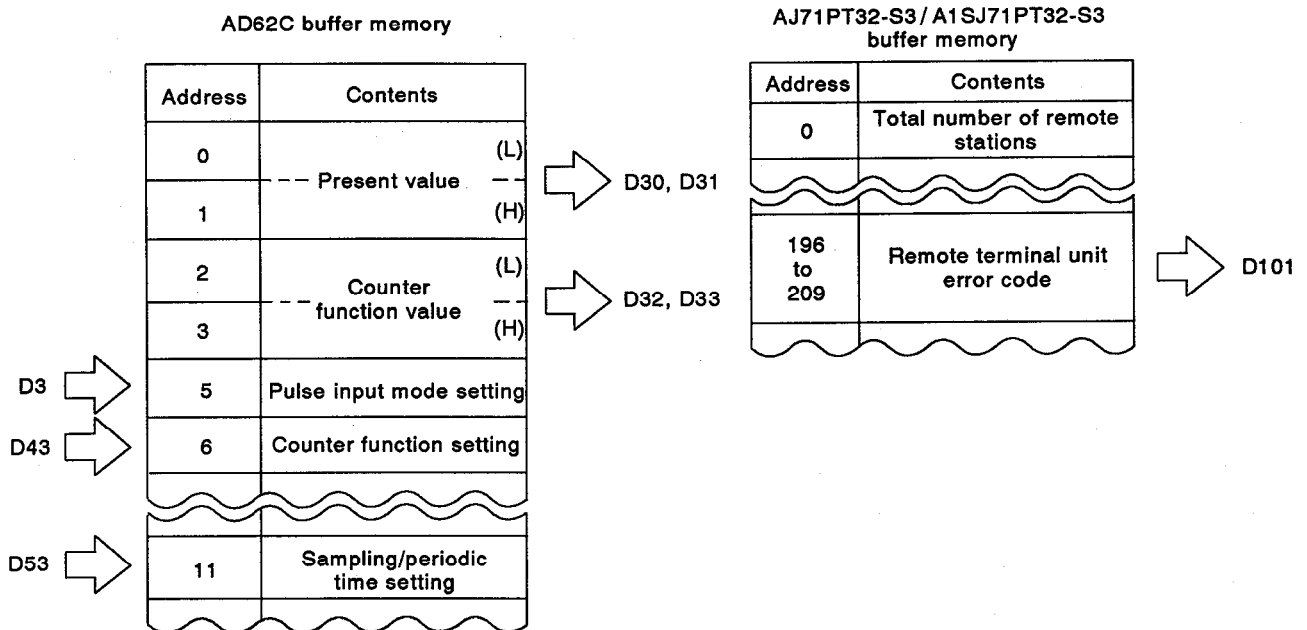 AD62C buffer memory
Address Contents
0 (L)
Present value
1 (H)
D30, D31
2 (L)
Counter
function value
3 (H)
D32, D33
D3 5 Pulse input mode setting
D43 6 Counter function setting
D53 11 Sampling/periodic
time setting
AJ71PT32-S3/A1SJ71PT32-S3
buffer memory
Address Contents
0 Total number of remote
stations
196
to
209
Remote terminal unit
error code
D101